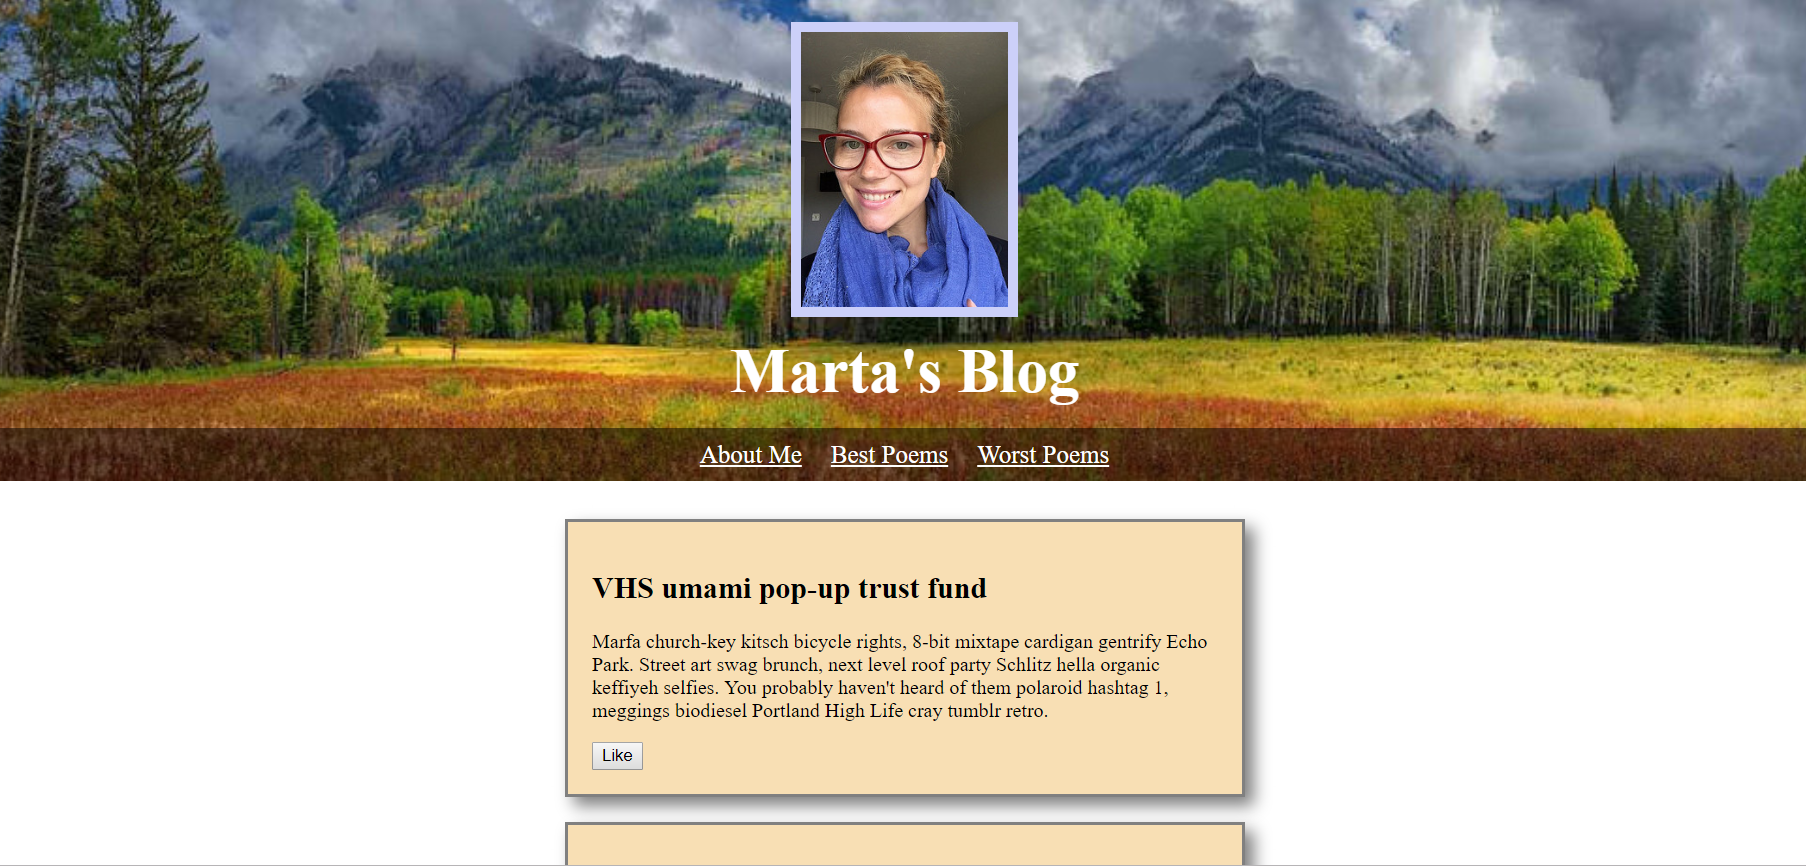 Marta's Blog
About Me Best Poems Worst Poems
VHS umami pop-up trust fund
Marfa church-key kitsch bicycle rights, 8-bit mixtape cardigan gentrify Echo
Park. Street art swag brunch, next level roof party Schlitz hella organic
keffiyeh selfies. You probably haven't heard of them polaroid hashtag 1,
meggings biodiesel Portland High Life cray tumblr retro.
Like